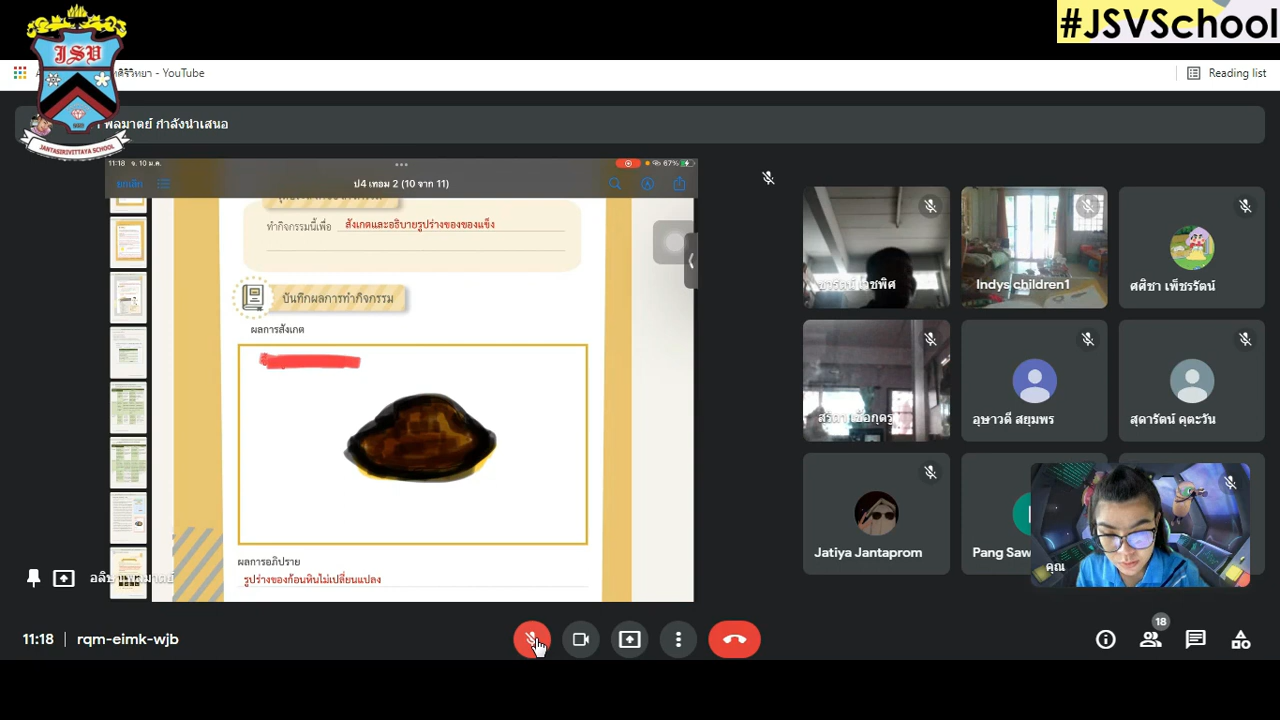 #JSVSchool
JSV
JANTASIRIVITTAYA SCHOOL
- YouTube
Reading list
พลมาตย์ กำลังนำเสนอ
11:18 จ. 10 ม.ค.
67%
ยกเลิก
ป4 เทอม 2 (10 จาก 11)
ทำกิจกรรมนี้เพื่อ สังเกตและอธิบายรูปร่างของของแข็ง
บันทึกผลการทำกิจกรรม
ผลการสังเกต
ผลการอภิปราย
รูปร่างของก้อนหินไม่เปลี่ยนแปลง
Indys children1
ศศิชา เพ็ชรรัตน์
อุษาวดี สยุมพร
สุดารัตน์ คุตะวัน
Jatiya Jantaprom
Pang Saw
คุณ
11:18
rqm-eimk-wjb
18